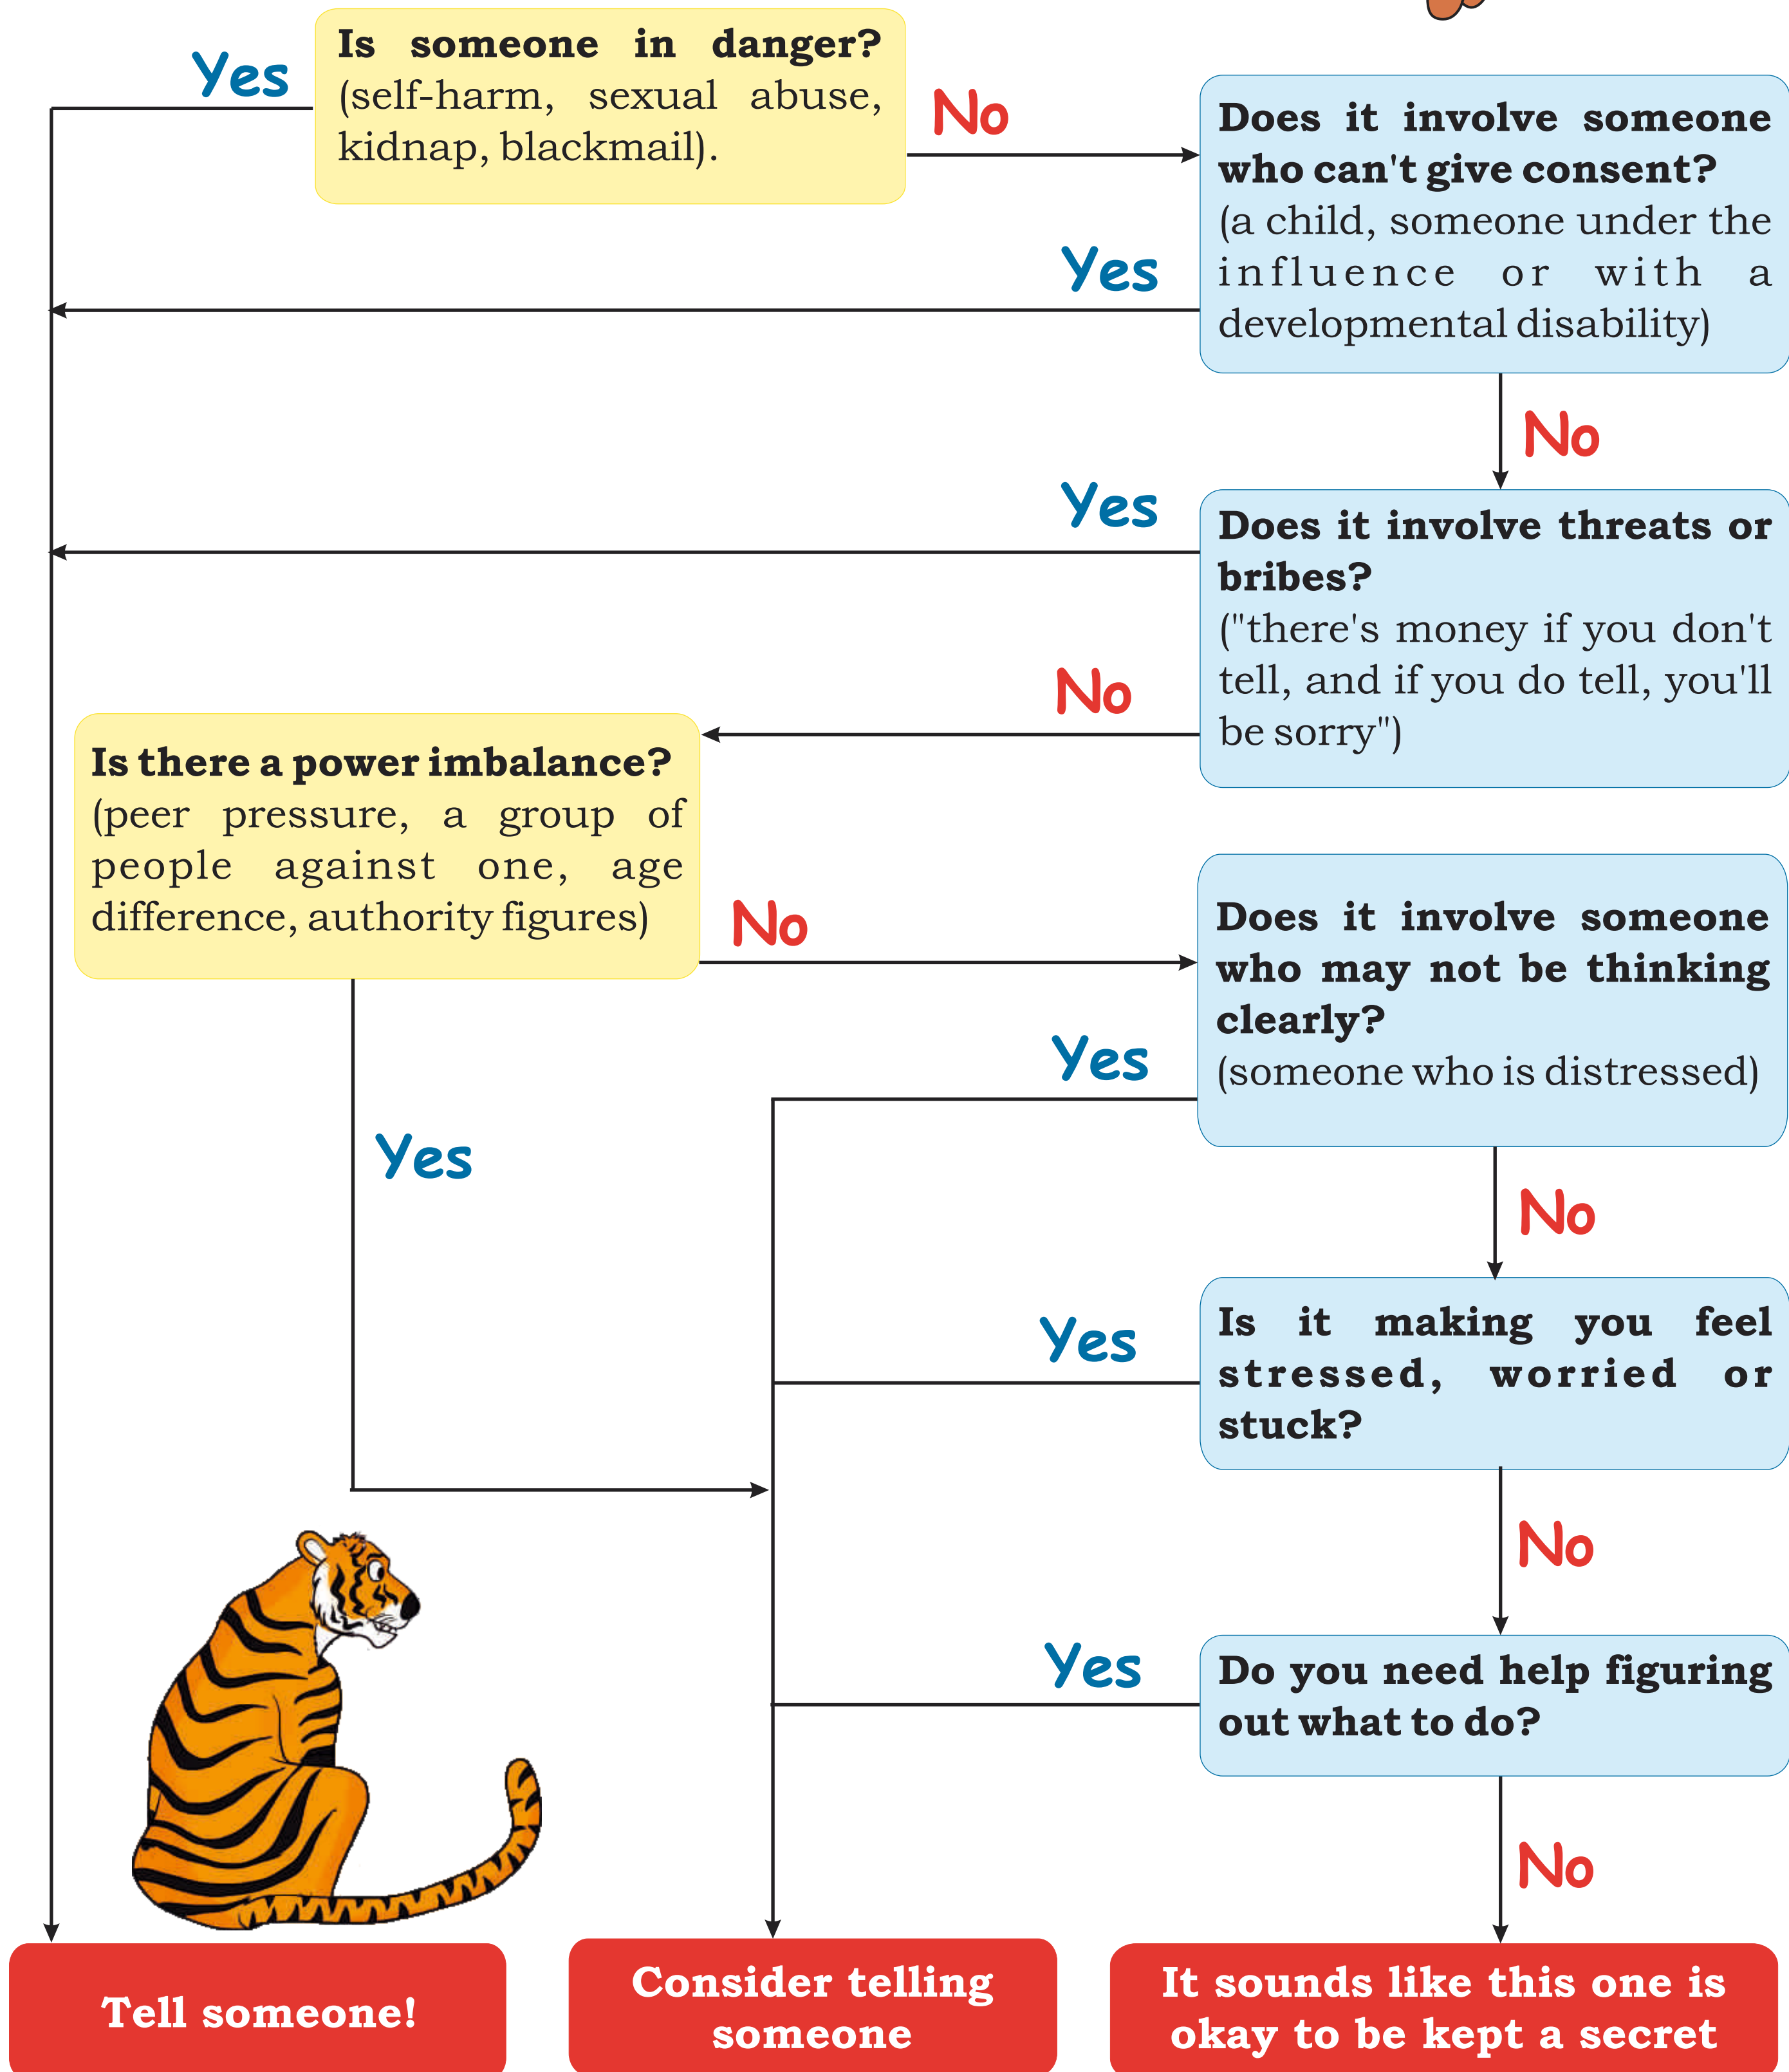 Is someone in danger?
(self-harm, sexual abuse,
kidnap, blackmail).
Yes
No
Does it involve someone
who can't give consent?
(a child, someone under the
influence or with a
developmental disability)
Yes
No
Does it involve threats or
bribes?
("there's money if you don't
tell, and if you do tell, you'll
be sorry")
Yes
No
Is there a power imbalance?
(peer pressure, a group of
people against one, age
difference, authority figures)
No
Yes
Does it involve someone
who may not be thinking
clearly?
(someone who is distressed)
Yes
No
Is it making you feel
stressed, worried or
stuck?
Yes
No
Do you need help figuring
out what to do?
Yes
No
Tell someone!
Consider telling
someone
It sounds like this one is
okay to be kept a secret